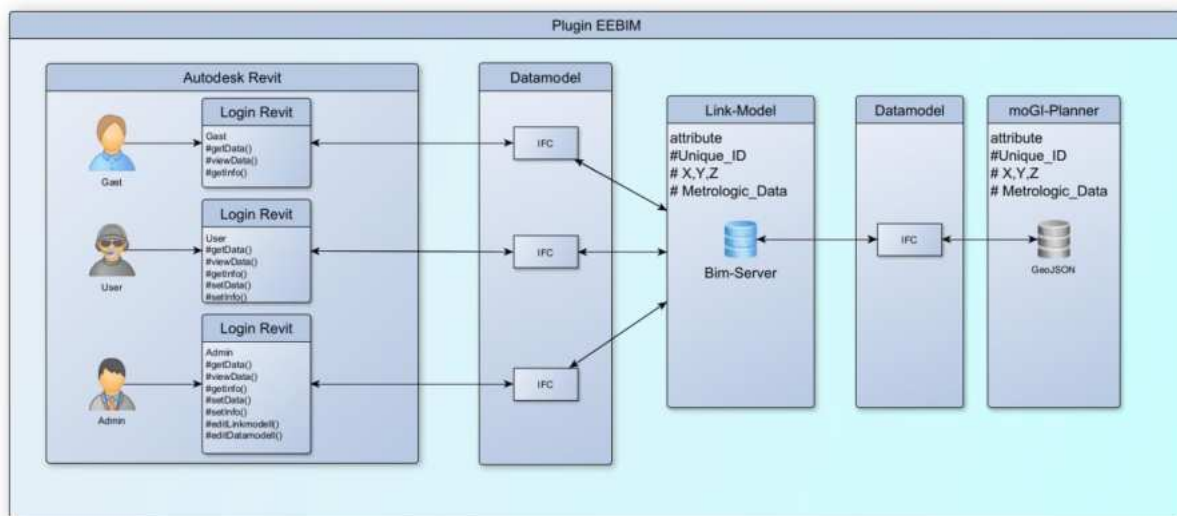 Plugin EEBIM
Autodesk Revit
Login Revit
Gast
#getData()
#viewData()
#getInfo()
Gast
Login Revit
User
#getData()
#viewData()
#getInfo()
#setData()
#setInfo()
User
Login Revit
Admin
#getData()
#viewData()
#getInfo()
#setData()
#setInfo()
#editLinkmodell()
#editDatamodell()
Admin
Datamodel
IFC
IFC
IFC
Link-Model
attribute
#Unique_ID
# X,Y,Z
# Metrologic_Data
Bim-Server
Datamodel
IFC
moGI-Planner
attribute
#Unique_ID
# X,Y,Z
# Metrologic_Data
GeoJSON